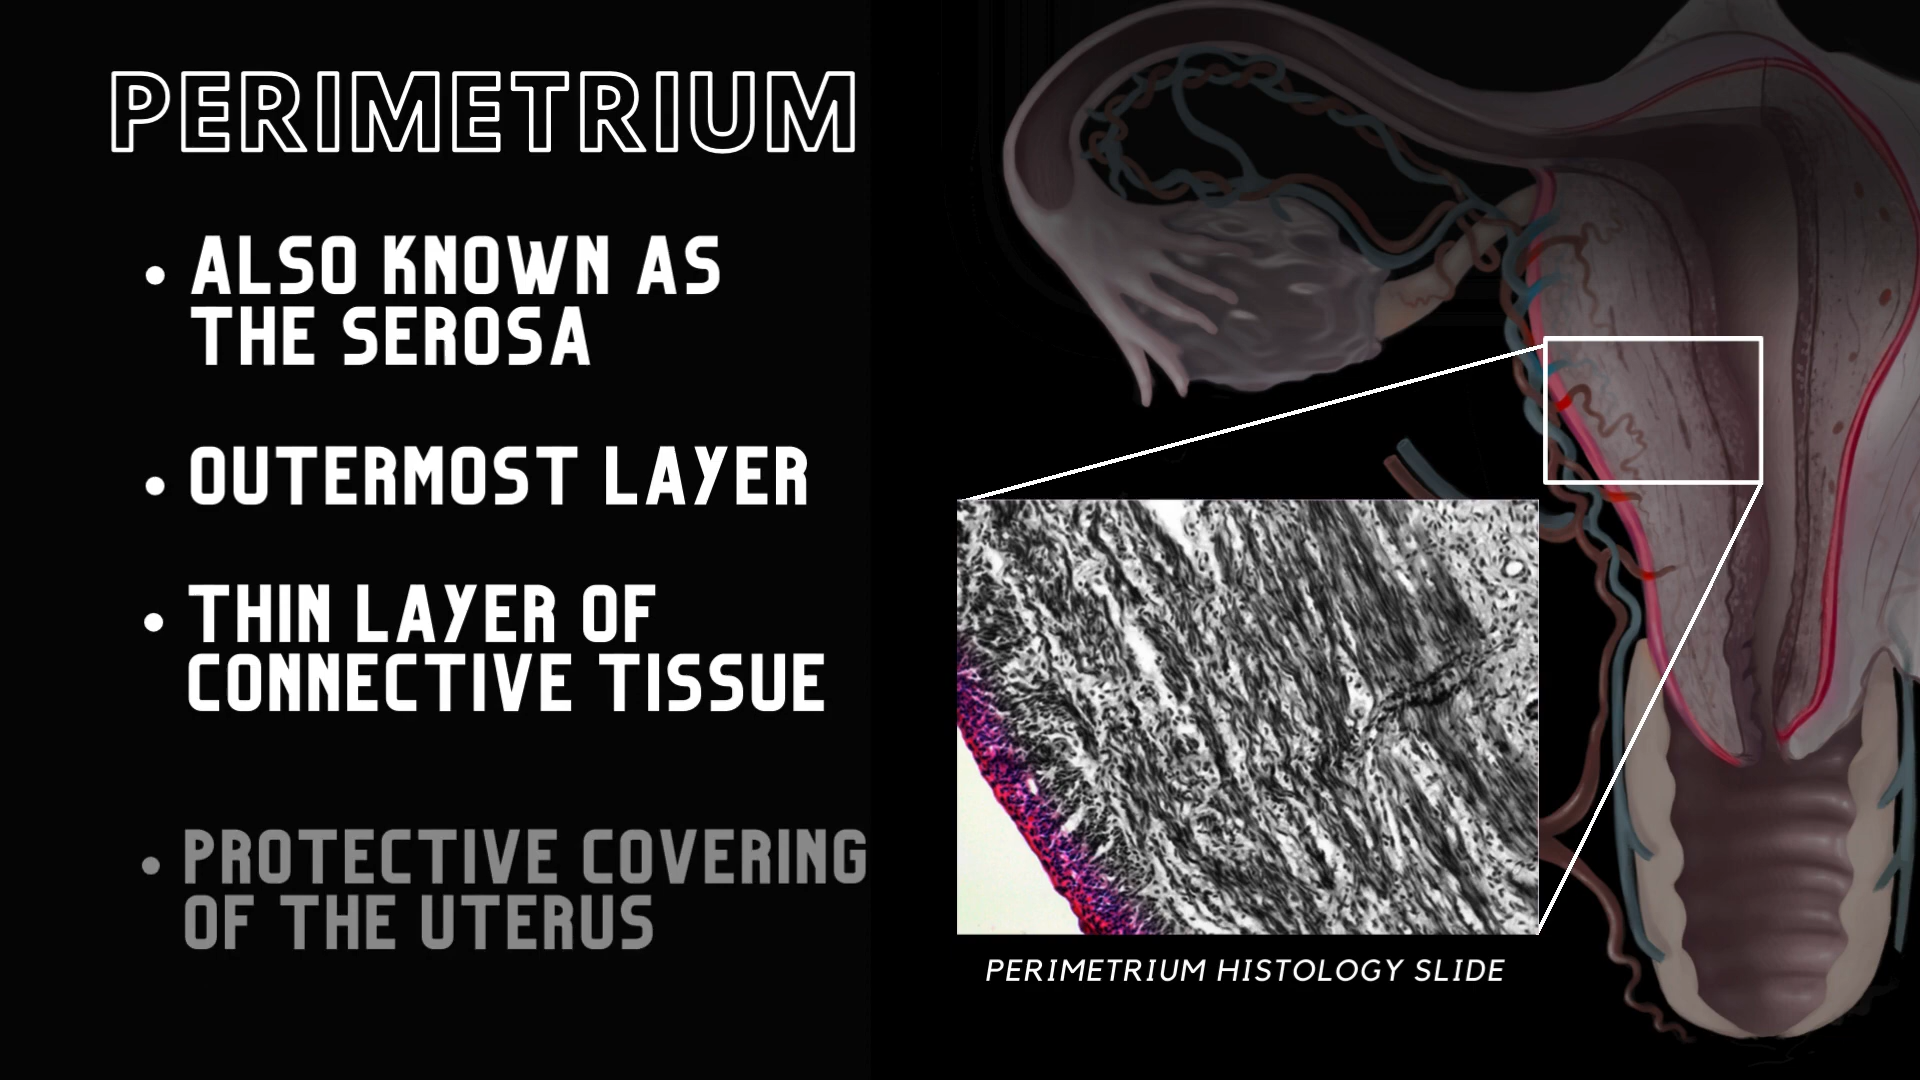 PERIMETRIUM
• ALSO KNOWN AS
THE SEROSA
• OUTERMOST LAYER
• THIN LAYER OF
CONNECTIVE TISSUE
• PROTECTIVE COVERING
OF THE UTERUS
PERIMETRIUM HISTOLOGY SLIDE